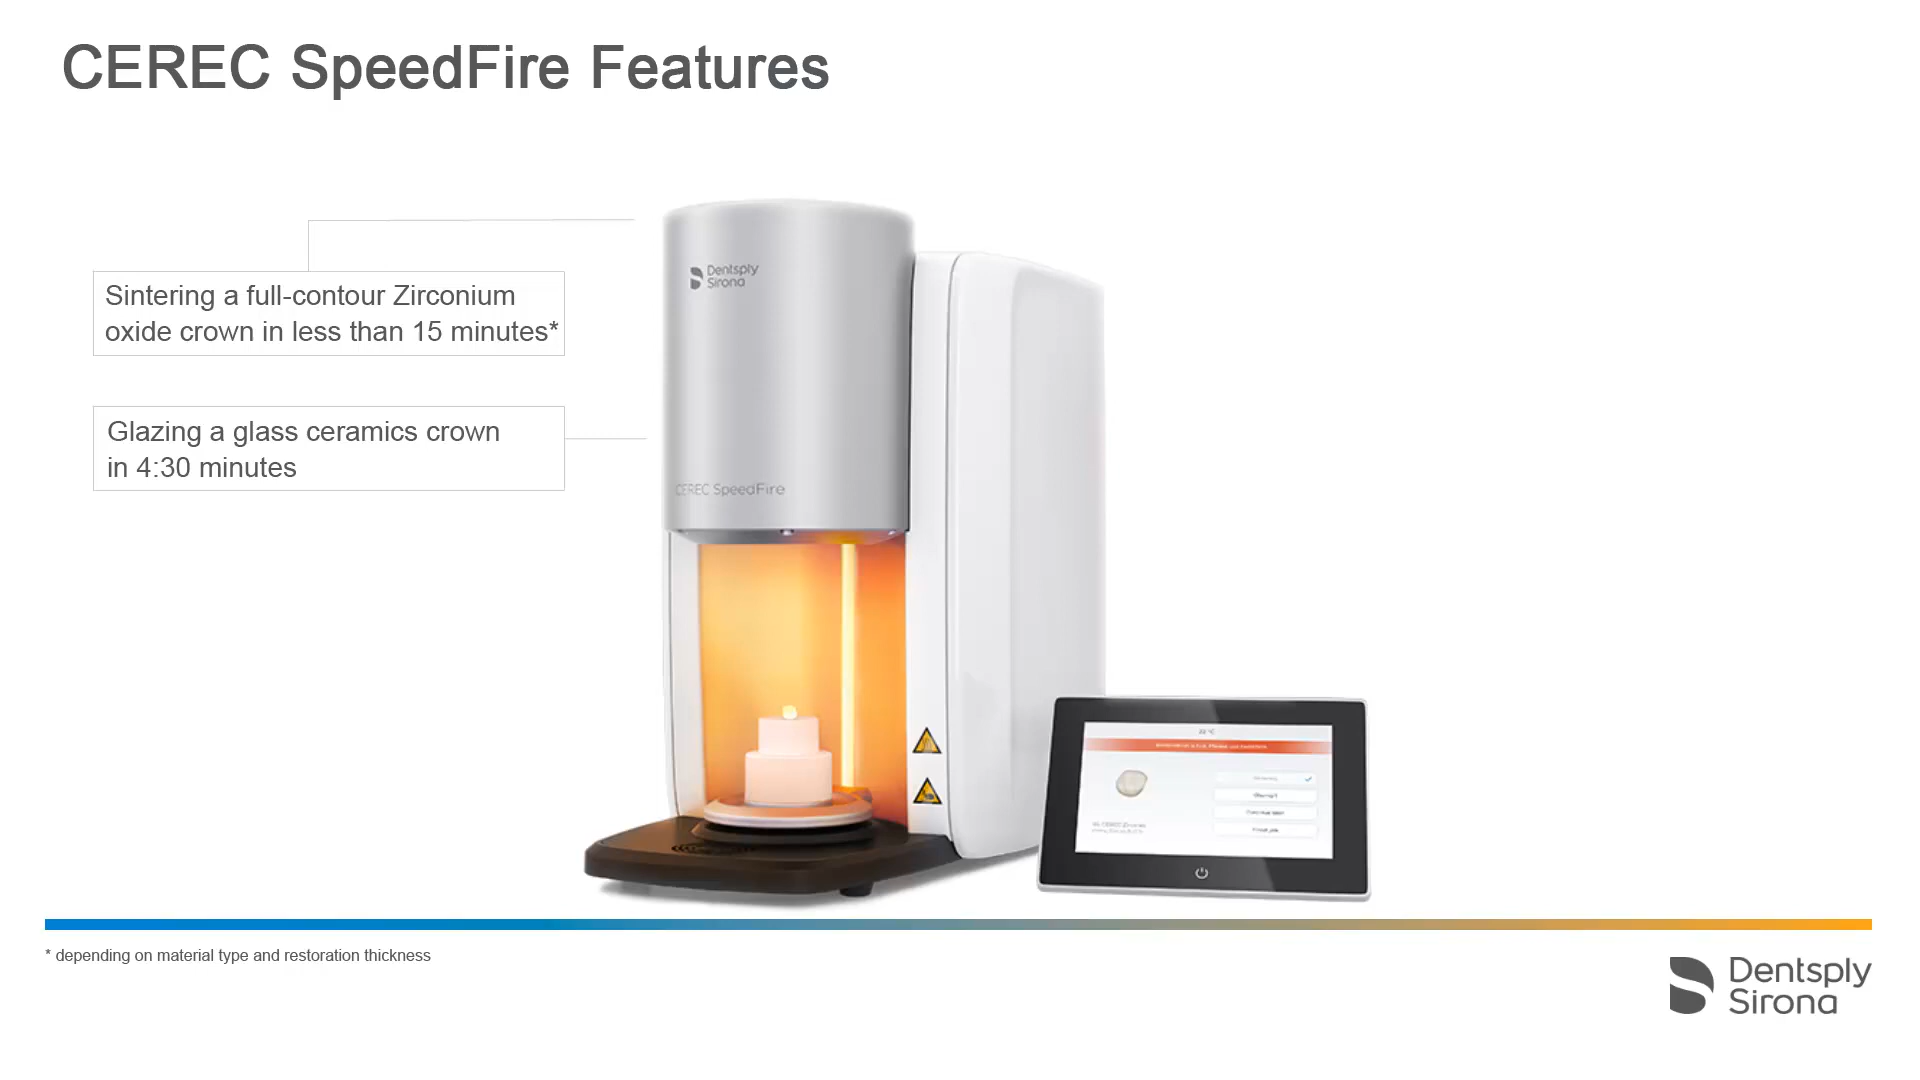 CEREC SpeedFire Features
Sintering a full-contour Zirconium
oxide crown in less than 15 minutes*
Glazing a glass ceramics crown
in 4:30 minutes
Dentsply
Sirona
CEREC SpeedFire
22 °C
* depending on material type and restoration thickness
Dentsply
Sirona